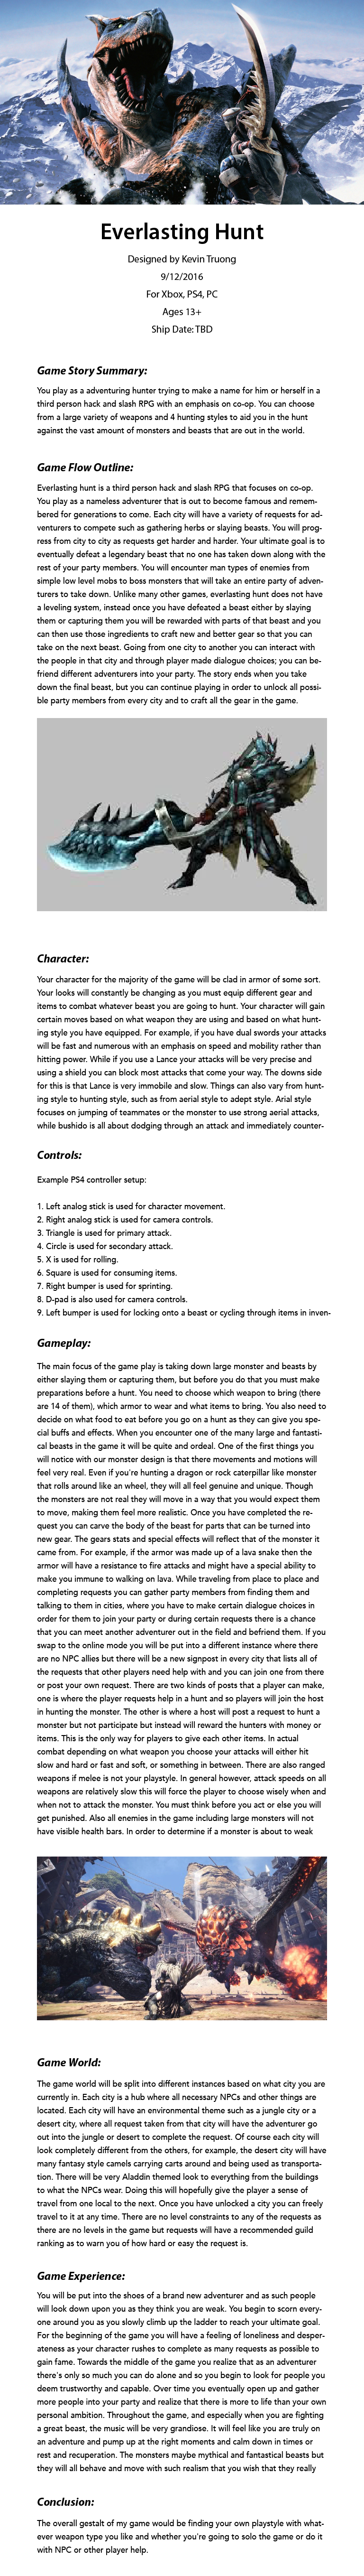 Everlasting Hunt
Designed by Kevin Truong
9/12/2016
For Xbox, PS4, PC
Ages 13+
Ship Date: TBD
Game Story Summary:
You play as a adventuring hunter trying to make a name for him or herself in a
third person hack and slash RPG with an emphasis on co-op. You can choose
from a large variety of weapons and 4 hunting styles to aid you in the hunt
against the vast amount of monsters and beasts that are out in the world.
Game Flow Outline:
Everlasting hunt is a third person hack and slash RPG that focuses on co-op.
You play as a nameless adventurer that is out to become famous and remem-
bered for generations to come. Each city will have a variety of requests for ad-
venturers to compete such as gathering herbs or slaying beasts. You will prog-
ress from city to city as requests get harder and harder. Your ultimate goal is to
eventually defeat a legendary beast that no one has taken down along with the
rest of your party members. You will encounter man types of enemies from
simple low level mobs to boss monsters that will take an entire party of adven-
turers to take down. Unlike many other games, everlasting hunt does not have
a leveling system, instead once you have defeated a beast either by slaying
them or capturing them you will be rewarded with parts of that beast and you
can then use those ingredients to craft new and better gear so that you can
take on the next beast. Going from one city to another you can interact with
the people in that city and through player made dialogue choices; you can be-
friend different adventurers into your party. The story ends when you take
down the final beast, but you can continue playing in order to unlock all possi-
ble party members from every city and to craft all the gear in the game.
Character:
Your character for the majority of the game will be clad in armor of some sort.
Your looks will constantly be changing as you must equip different gear and
items to combat whatever beast you are going to hunt. Your character will gain
certain moves based on what weapon they are using and based on what hunt-
ing style you have equipped. For example, if you have dual swords your attacks
will be fast and numerous with an emphasis on speed and mobility rather than
hitting power. While if you use a Lance your attacks will be very precise and
using a shield you can block most attacks that come your way. The downs side
for this is that Lance is very immobile and slow. Things can also vary from hunt-
ing style to hunting style, such as from aerial style to adept style. Arial style
focuses on jumping of teammates or the monster to use strong aerial attacks,
while bushido is all about dodging through an attack and immediately counter-
Controls:
Example PS4 controller setup:
1. Left analog stick is used for character movement.
2. Right analog stick is used for camera controls.
3. Triangle is used for primary attack.
4. Circle is used for secondary attack.
5. X is used for rolling.
6. Square is used for consuming items.
7. Right bumper is used for sprinting.
8. D-pad is also used for camera controls.
9. Left bumper is used for locking onto a beast or cycling through items in inven-
Gameplay:
The main focus of the game play is taking down large monster and beasts by
either slaying them or capturing them, but before you do that you must make
preparations before a hunt. You need to choose which weapon to bring (there
are 14 of them), which armor to wear and what items to bring. You also need to
decide on what food to eat before you go on a hunt as they can give you spe-
cial buffs and effects. When you encounter one of the many large and fantasti-
cal beasts in the game it will be quite and ordeal. One of the first things you
will notice with our monster design is that there movements and motions will
feel very real. Even if you're hunting a dragon or rock caterpillar like monster
that rolls around like an wheel, they will all feel genuine and unique. Though
the monsters are not real they will move in a way that you would expect them
to move, making them feel more realistic. Once you have completed the re-
quest you can carve the body of the beast for parts that can be turned into
new gear. The gears stats and special effects will reflect that of the monster it
came from. For example, if the armor was made up of a lava snake then the
armor will have a resistance to fire attacks and might have a special ability to
make you immune to walking on lava. While traveling from place to place and
completing requests you can gather party members from finding them and
talking to them in cities, where you have to make certain dialogue choices in
order for them to join your party or during certain requests there is a chance
that you can meet another adventurer out in the field and befriend them. If you
swap to the online mode you will be put into a different instance where there
are no NPC allies but there will be a new signpost in every city that lists all of
the requests that other players need help with and you can join one from there
or post your own request. There are two kinds of posts that a player can make,
one is where the player requests help in a hunt and so players will join the host
in hunting the monster. The other is where a host will post a request to hunt a
monster but not participate but instead will reward the hunters with money or
items. This is the only way for players to give each other items. In actual
combat depending on what weapon you choose your attacks will either hit
slow and hard or fast and soft, or something in between. There are also ranged
weapons if melee is not your playstyle. In general however, attack speeds on all
weapons are relatively slow this will force the player to choose wisely when and
when not to attack the monster. You must think before you act or else you will
get punished. Also all enemies in the game including large monsters will not
have visible health bars. In order to determine if a monster is about to weak
Game World:
The game world will be split into different instances based on what city you are
currently in. Each city is a hub where all necessary NPCs and other things are
located. Each city will have an environmental theme such as a jungle city or a
desert city, where all request taken from that city will have the adventurer go
out into the jungle or desert to complete the request. Of course each city will
look completely different from the others, for example, the desert city will have
many fantasy style camels carrying carts around and being used as transporta-
tion. There will be very Aladdin themed look to everything from the buildings
to what the NPCs wear. Doing this will hopefully give the player a sense of
travel from one local to the next. Once you have unlocked a city you can freely
travel to it at any time. There are no level constraints to any of the requests as
there are no levels in the game but requests will have a recommended guild
ranking as to warn you of how hard or easy the request is.
Game Experience:
You will be put into the shoes of a brand new adventurer and as such people
will look down upon you as they think you are weak. You begin to scorn every-
one around you as you slowly climb up the ladder to reach your ultimate goal.
For the beginning of the game you will have a feeling of loneliness and desper-
ateness as your character rushes to complete as many requests as possible to
gain fame. Towards the middle of the game you realize that as an adventurer
there's only so much you can do alone and so you begin to look for people you
deem trustworthy and capable. Over time you eventually open up and gather
more people into your party and realize that there is more to life than your own
personal ambition. Throughout the game, and especially when you are fighting
a great beast, the music will be very grandiose. It will feel like you are truly on
an adventure and pump up at the right moments and calm down in times or
rest and recuperation. The monsters maybe mythical and fantastical beasts but
they will all behave and move with such realism that you wish that they really
Conclusion:
The overall gestalt of my game would be finding your own playstyle with what-
ever weapon type you like and whether you're going to solo the game or do it
with NPC or other player help.